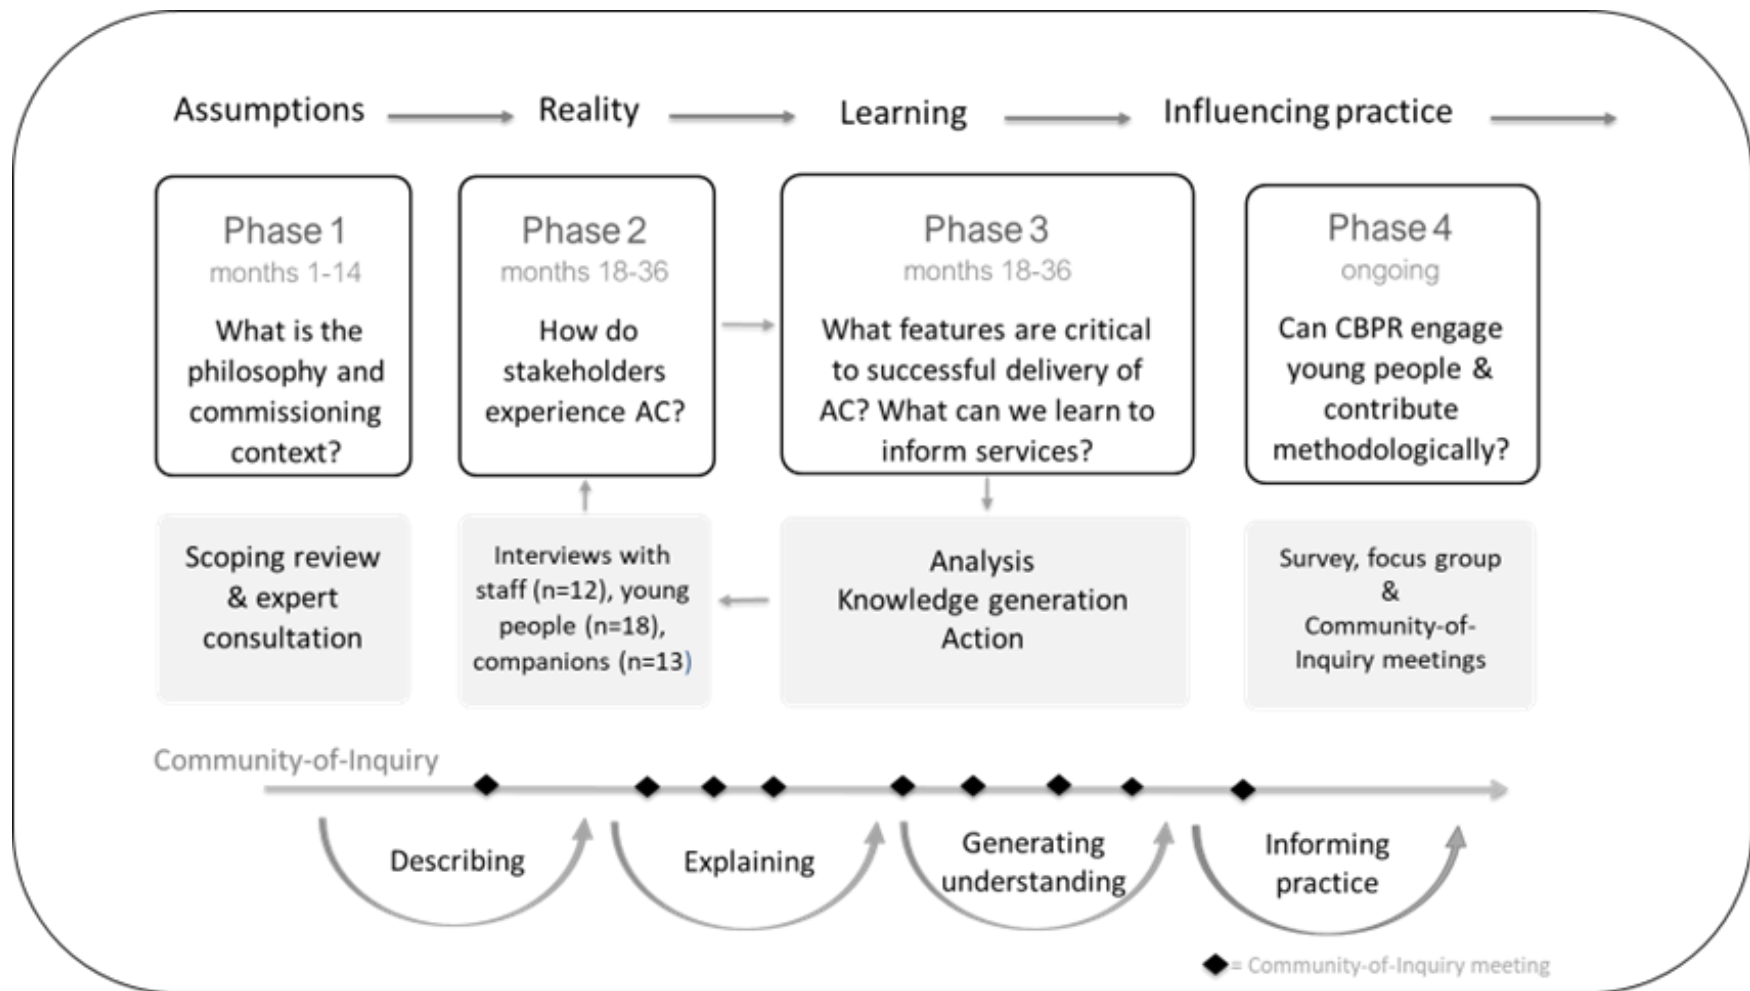 Assumptions
Reality
Learning
Influencing practice
Phase 1
months 1-14
What is the
philosophy and
commissioning
context?
Phase 2
months 18-36
How do
stakeholders
experience AC?
Phase 3
months 18-36
What features are critical
to successful delivery of
AC? What can we learn to
inform services?
Phase 4
ongoing
Can CBPR engage
young people &
contribute
methodologically?
Scoping review
& expert
consultation
Interviews with
staff (n=12), young
people (n=18),
companions (n=13)
Analysis
Knowledge generation
Action
Survey, focus group
&
Community-of-
Inquiry meetings
Community-of-Inquiry
Describing
Explaining
Generating
understanding
Informing
practice
= Community-of-Inquiry meeting